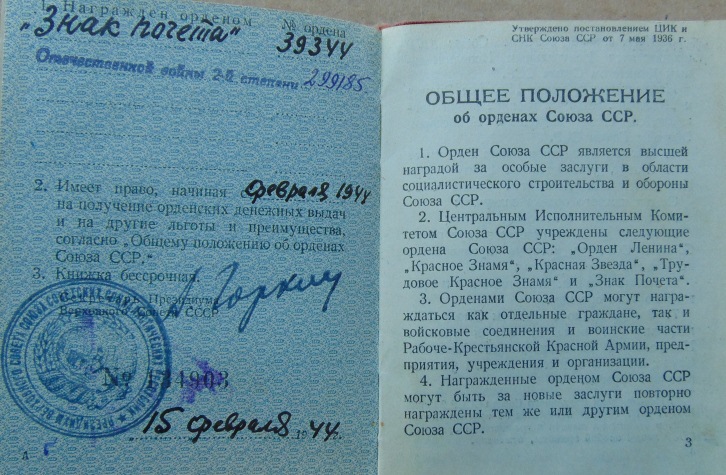 1. Награжден орденом № ордена
„Знак почёта" 39344
Отечественной войны 2-й степени 299185.
2. Имеет право, начиная февраля 1944
на получение орденских денежных выдач
и на другие льготы и преимущества,
согласно „Общему положению об орденах
Союза ССР."
3. Книжка бессрочная.
Президиума
Верховного Совета СССР
Горкин
№ 134903
15 февраля 1944 г.
Утверждено постановлением ЦИК и
СНК Союза ССР от 7 мая 1936 г.
ОБЩЕЕ ПОЛОЖЕНИЕ
об орденах Союза ССР.
1. Орден Союза ССР является высшей
наградой за особые заслуги в области
социалистического строительства и обороны
Союза ССР.
2. Центральным Исполнительным Коми-
тетом Союза ССР учреждены следующие
ордена Союза ССР: „Орден Ленина",
„Красное Знамя", „Красная Звезда", „Тру-
довое Красное Знамя" и „Знак Почета".
3. Орденами Союза ССР могут награ-
ждаться как отдельные граждане, так и
войсковые соединения и воинские части
Рабоче-Крестьянской Красной Армии, пред-
приятия, учреждения и организации.
4. Награжденные орденом Союза ССР
могут быть за новые заслуги повторно
награждены тем же или другим орденом
Союза ССР.
3